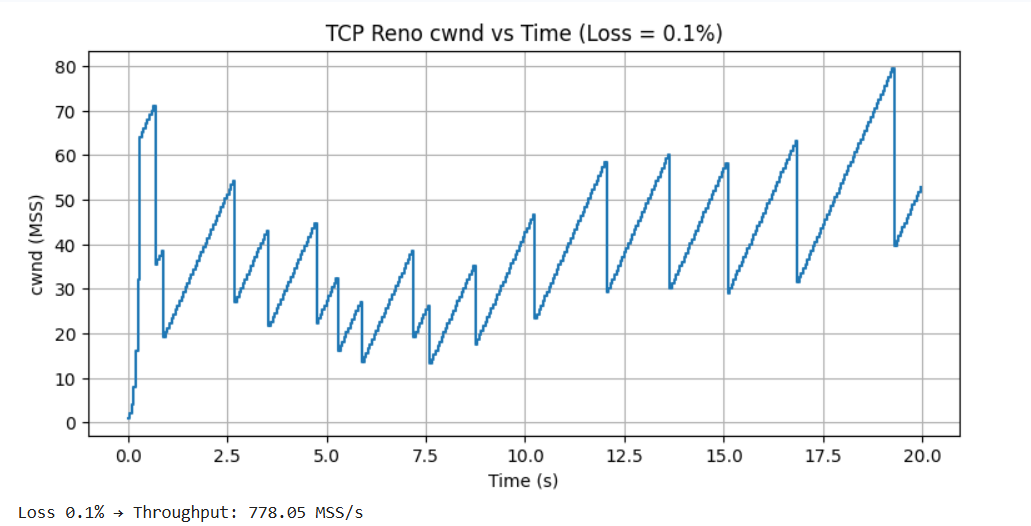 TCP Reno cwnd vs Time (Loss = 0.1%)
80
70
60
50
40
30
20
10
0
cwnd (MSS)
0.0 2.5 5.0 7.5 10.0 12.5 15.0 17.5 20.0
Time (s)
Loss 0.1% → Throughput: 778.05 MSS/s